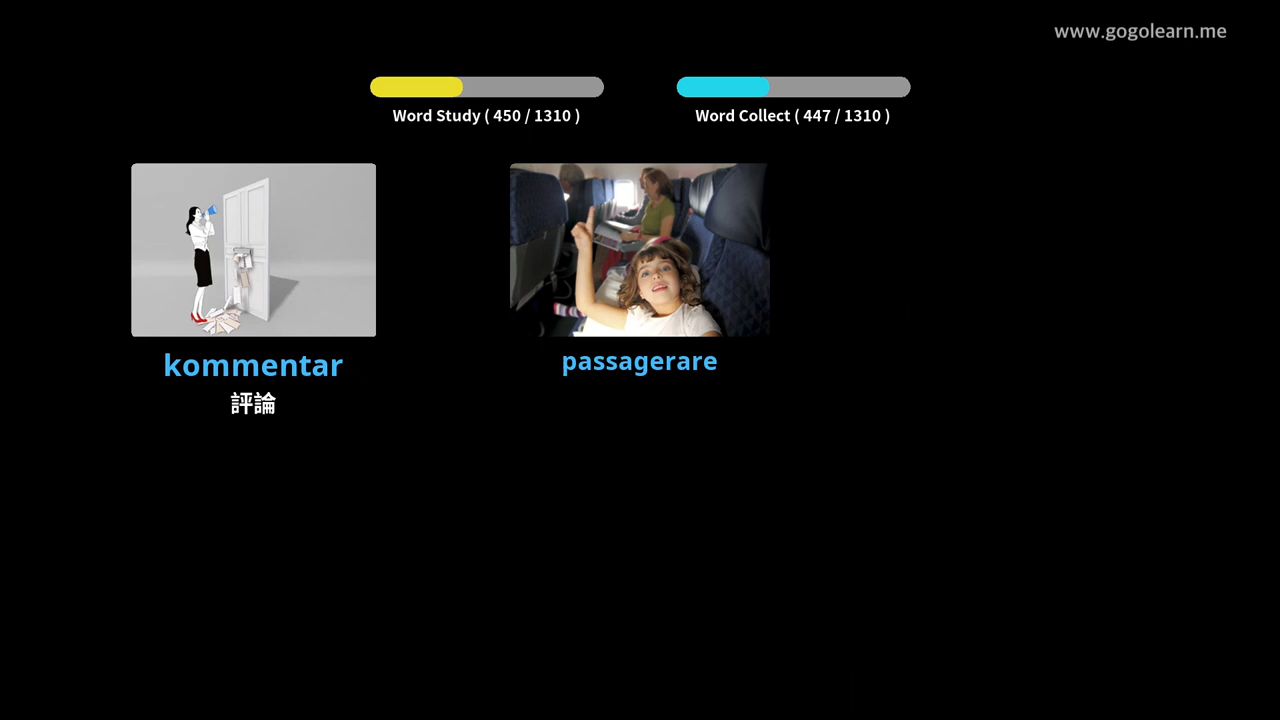 www.gogolearn.me
Word Study ( 450 / 1310 )
Word Collect ( 447 / 1310 )
kommentar
評論
passagerare